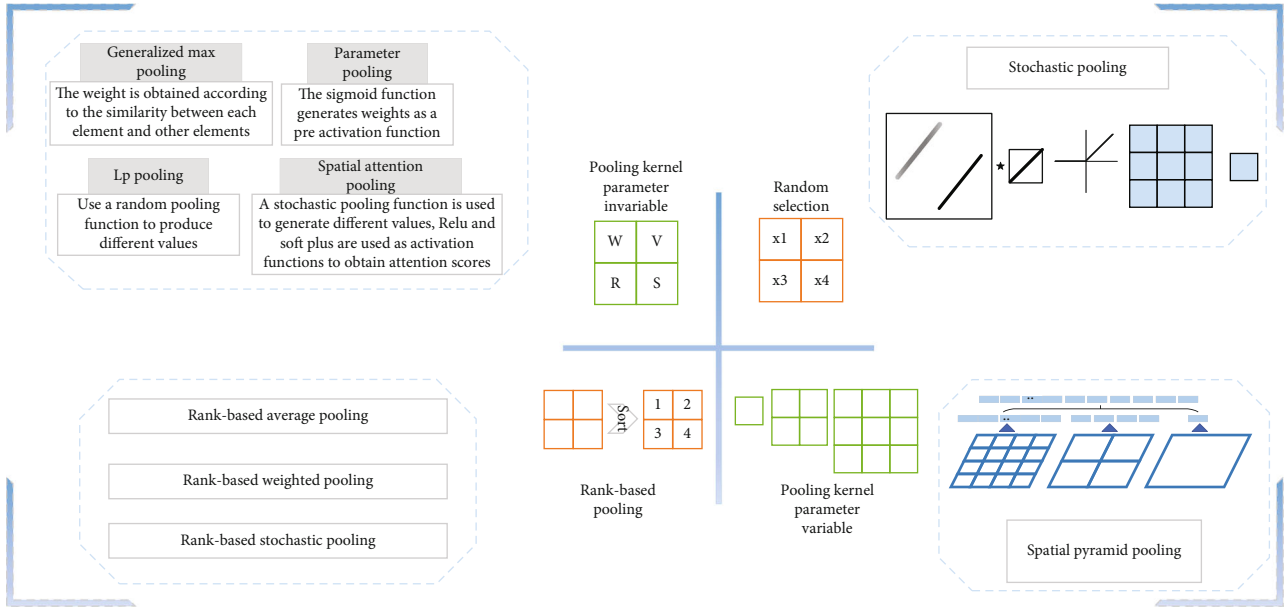 Generalized max
pooling
The weight is obtained according
to the similarity between each
element and other elements
Parameter
pooling
The sigmoid function
generates weights as a
pre activation function
Lp pooling
Use a random pooling
function to produce
different values
Spatial attention
pooling
A stochastic pooling function is used
to generate different values, Relu and
soft plus are used as activation
functions to obtain attention scores
Pooling kernel
parameter
invariable
W V
R S
Random
selection
x1 x2
x3 x4
Stochastic pooling
Rank-based average pooling
Rank-based weighted pooling
Rank-based stochastic pooling
Sort
1 2
3 4
Rank-based
pooling
Pooling kernel
parameter
variable
Spatial pyramid pooling